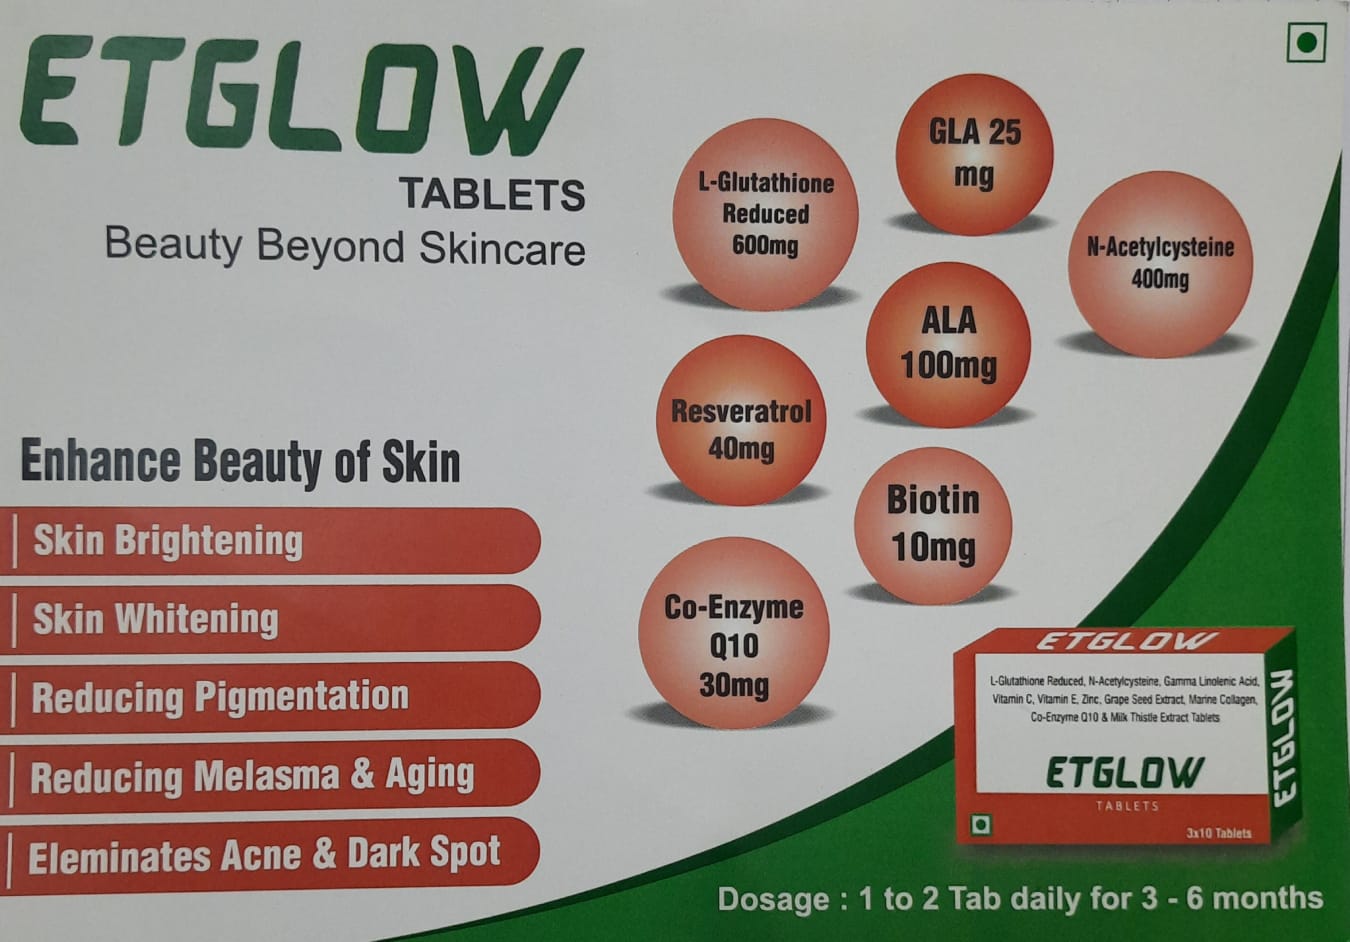 ETGLOW
TABLETS
Beauty Beyond Skincare
Enhance Beauty of Skin
Skin Brightening
Skin Whitening
Reducing Pigmentation
Reducing Melasma & Aging
Eleminates Acne & Dark Spot
GLA 25
mg
L-Glutathione
Reduced
600mg
N-Acetylcysteine
400mg
ALA
100mg
Resveratrol
40mg
Biotin
10mg
Co-Enzyme
Q10
30mg
ETGLOW
L-Glutathione Reduced, N-Acetylcysteine, Gamma Linolenic Acid,
Vitamin C, Vitamin E, Zinc, Grape Seed Extract, Marine Collagen,
Co-Enzyme Q10 & Milk Thistle Extract Tablets
ETGLOW
TABLETS
3x10 Tablets
ETGLOW
Dosage : 1 to 2 Tab daily for 3 - 6 months